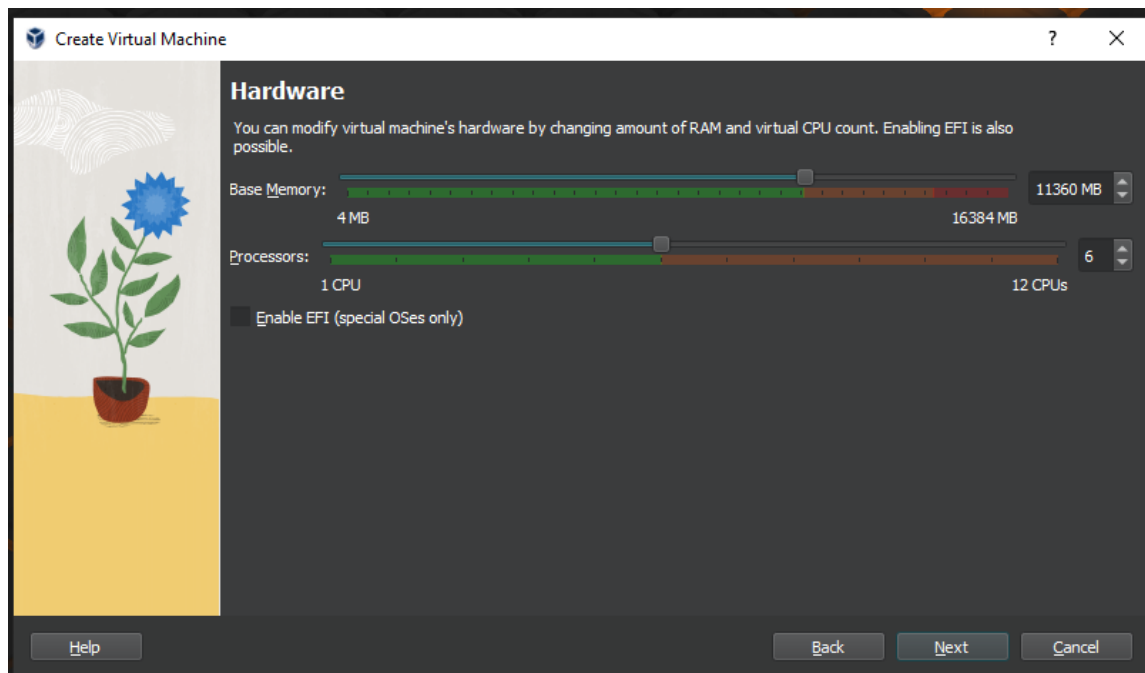 Create Virtual Machine
?
Hardware
You can modify virtual machine's hardware by changing amount of RAM and virtual CPU count. Enabling EFI is also
possible.
Base Memory:
11360 MB
4 MB
16384 MB
Processors:
6
1 CPU
12 CPUs
Enable EFI (special OSes only)
Help
Back
Next
Cancel